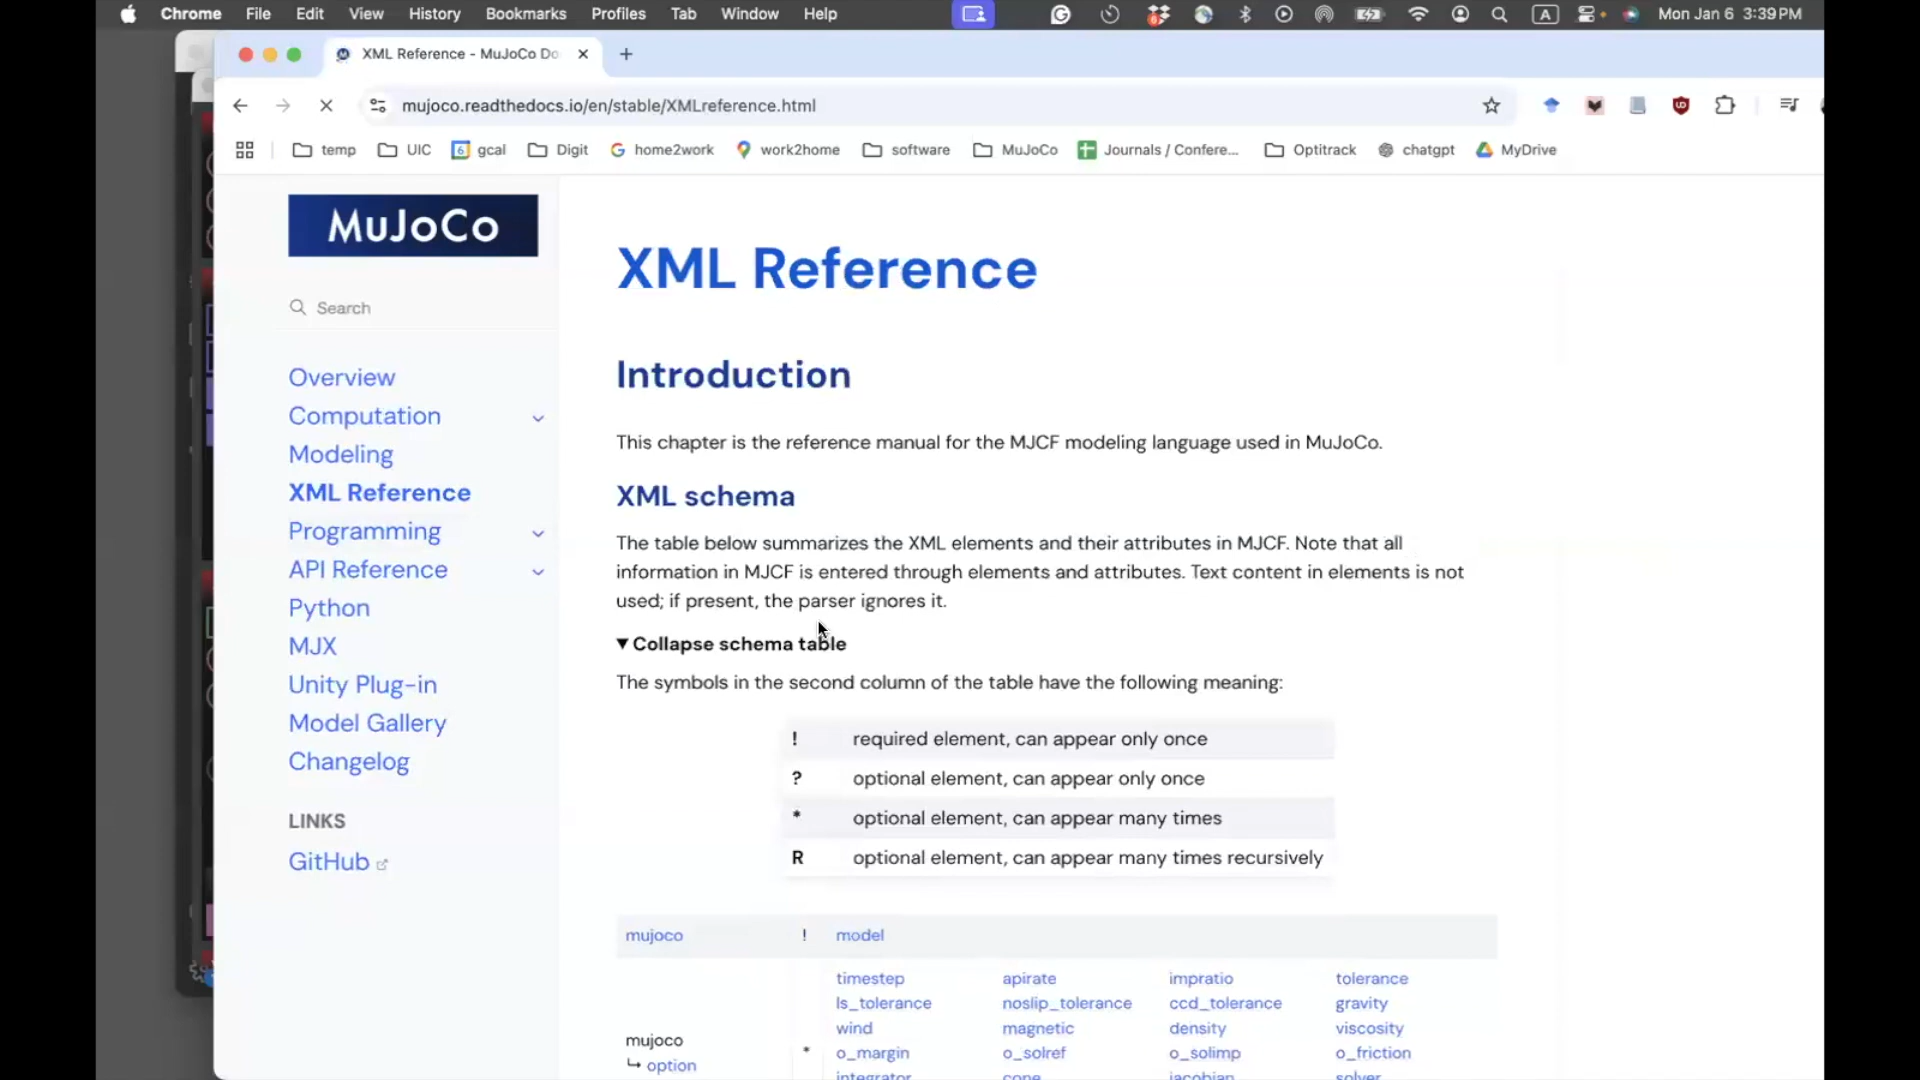 Chrome File Edit View History Bookmarks Profiles Tab Window Help A Mon Jan 6 3:39 PM
XML Reference - MuJoCo Do
mujoco.readthedocs.io/en/stable/XMLreference.html
temp UIC 6 gcal Digit home2work work2home software MuJoCo Journals / Confere... Optitrack chatgpt MyDrive
MuJoCo
Search
Overview
Computation
Modeling
XML Reference
Programming
API Reference
Python
MJX
Unity Plug-in
Model Gallery
Changelog
LINKS
GitHub
XML Reference
Introduction
This chapter is the reference manual for the MJCF modeling language used in MuJoCo.
XML schema
The table below summarizes the XML elements and their attributes in MJCF. Note that all
information in MJCF is entered through elements and attributes. Text content in elements is not
used; if present, the parser ignores it.
▼ Collapse schema table
The symbols in the second column of the table have the following meaning:
! required element, can appear only once
? optional element, can appear only once
* optional element, can appear many times
R optional element, can appear many times recursively
mujoco ! model
timestep apirate impratio tolerance
ls_tolerance noslip_tolerance ccd_tolerance gravity
wind magnetic density viscosity
mujoco
↳ option
*
o_margin o_solref o_solimp o_friction
integrator cone jacobian solver